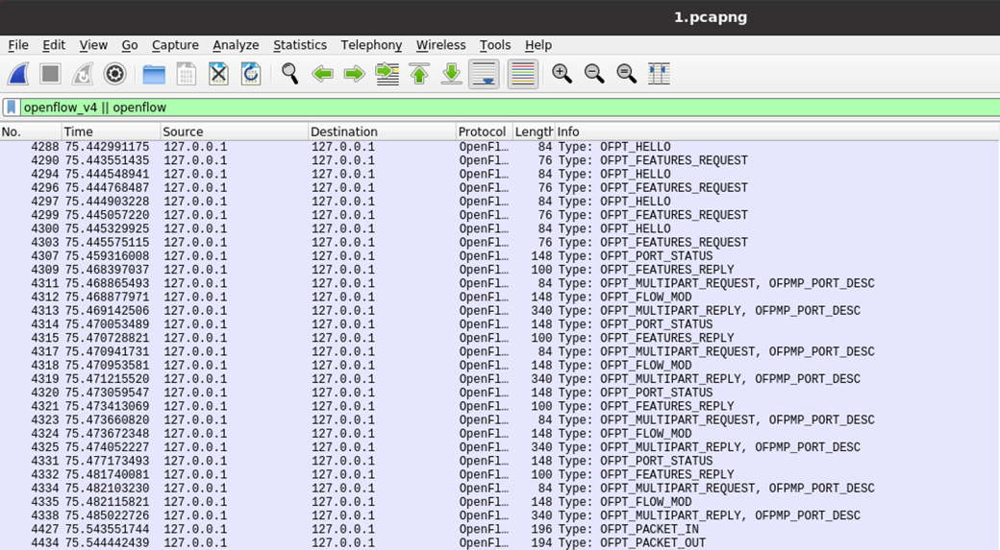 1.pcapng
File Edit View Go Capture Analyze Statistics Telephony Wireless Tools Help
openflow_v4 || openflow
No. Time Source Destination Protocol Length Info
4288 75.442991175 127.0.0.1 127.0.0.1 OpenFl… 84 Type: OFPT_HELLO
4290 75.443551435 127.0.0.1 127.0.0.1 OpenFl… 76 Type: OFPT_FEATURES_REQUEST
4294 75.444548941 127.0.0.1 127.0.0.1 OpenFl… 84 Type: OFPT_HELLO
4296 75.444768487 127.0.0.1 127.0.0.1 OpenFl… 76 Type: OFPT_FEATURES_REQUEST
4297 75.444903228 127.0.0.1 127.0.0.1 OpenFl… 84 Type: OFPT_HELLO
4299 75.445057220 127.0.0.1 127.0.0.1 OpenFl… 76 Type: OFPT_FEATURES_REQUEST
4300 75.445329925 127.0.0.1 127.0.0.1 OpenFl… 84 Type: OFPT_HELLO
4303 75.445575115 127.0.0.1 127.0.0.1 OpenFl… 76 Type: OFPT_FEATURES_REQUEST
4307 75.459316008 127.0.0.1 127.0.0.1 OpenFl… 148 Type: OFPT_PORT_STATUS
4309 75.468397037 127.0.0.1 127.0.0.1 OpenFl… 100 Type: OFPT_FEATURES_REPLY
4311 75.468865493 127.0.0.1 127.0.0.1 OpenFl… 84 Type: OFPT_MULTIPART_REQUEST, OFPMP_PORT_DESC
4312 75.468877971 127.0.0.1 127.0.0.1 OpenFl… 148 Type: OFPT_FLOW_MOD
4313 75.469142506 127.0.0.1 127.0.0.1 OpenFl… 340 Type: OFPT_MULTIPART_REPLY, OFPMP_PORT_DESC
4314 75.470053489 127.0.0.1 127.0.0.1 OpenFl… 148 Type: OFPT_PORT_STATUS
4315 75.470728821 127.0.0.1 127.0.0.1 OpenFl… 100 Type: OFPT_FEATURES_REPLY
4317 75.470941731 127.0.0.1 127.0.0.1 OpenFl… 84 Type: OFPT_MULTIPART_REQUEST, OFPMP_PORT_DESC
4318 75.470953581 127.0.0.1 127.0.0.1 OpenFl… 148 Type: OFPT_FLOW_MOD
4319 75.471215520 127.0.0.1 127.0.0.1 OpenFl… 340 Type: OFPT_MULTIPART_REPLY, OFPMP_PORT_DESC
4320 75.473059547 127.0.0.1 127.0.0.1 OpenFl… 148 Type: OFPT_PORT_STATUS
4321 75.473413069 127.0.0.1 127.0.0.1 OpenFl… 100 Type: OFPT_FEATURES_REPLY
4323 75.473660820 127.0.0.1 127.0.0.1 OpenFl… 84 Type: OFPT_MULTIPART_REQUEST, OFPMP_PORT_DESC
4324 75.473672348 127.0.0.1 127.0.0.1 OpenFl… 148 Type: OFPT_FLOW_MOD
4325 75.474052227 127.0.0.1 127.0.0.1 OpenFl… 340 Type: OFPT_MULTIPART_REPLY, OFPMP_PORT_DESC
4331 75.477173493 127.0.0.1 127.0.0.1 OpenFl… 148 Type: OFPT_PORT_STATUS
4332 75.481740081 127.0.0.1 127.0.0.1 OpenFl… 100 Type: OFPT_FEATURES_REPLY
4334 75.482103230 127.0.0.1 127.0.0.1 OpenFl… 84 Type: OFPT_MULTIPART_REQUEST, OFPMP_PORT_DESC
4335 75.482115821 127.0.0.1 127.0.0.1 OpenFl… 148 Type: OFPT_FLOW_MOD
4338 75.485022726 127.0.0.1 127.0.0.1 OpenFl… 340 Type: OFPT_MULTIPART_REPLY, OFPMP_PORT_DESC
4427 75.543551744 127.0.0.1 127.0.0.1 OpenFl… 196 Type: OFPT_PACKET_IN
4434 75.544442439 127.0.0.1 127.0.0.1 OpenFl… 194 Type: OFPT_PACKET_OUT